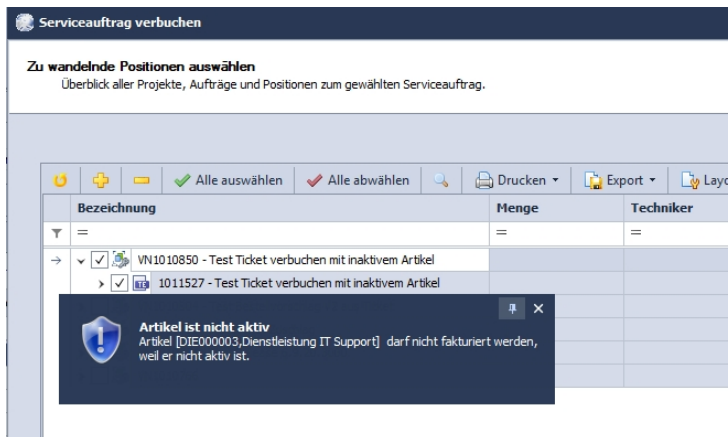 Serviceauftrag verbuchen
Zu wandelnde Positionen auswählen
Überblick aller Projekte, Aufträge und Positionen zum gewählten Serviceauftrag.
Alle auswählen Alle abwählen Drucken Export Layo
Bezeichnung Menge Techniker
= = =
VN1010850 - Test Ticket verbuchen mit inaktivem Artikel
TE 1011527 - Test Ticket verbuchen mit inaktivem Artikel
Artikel ist nicht aktiv
Artikel [DIE000003,Dienstleistung IT Support] darf nicht fakturiert werden,
weil er nicht aktiv ist.